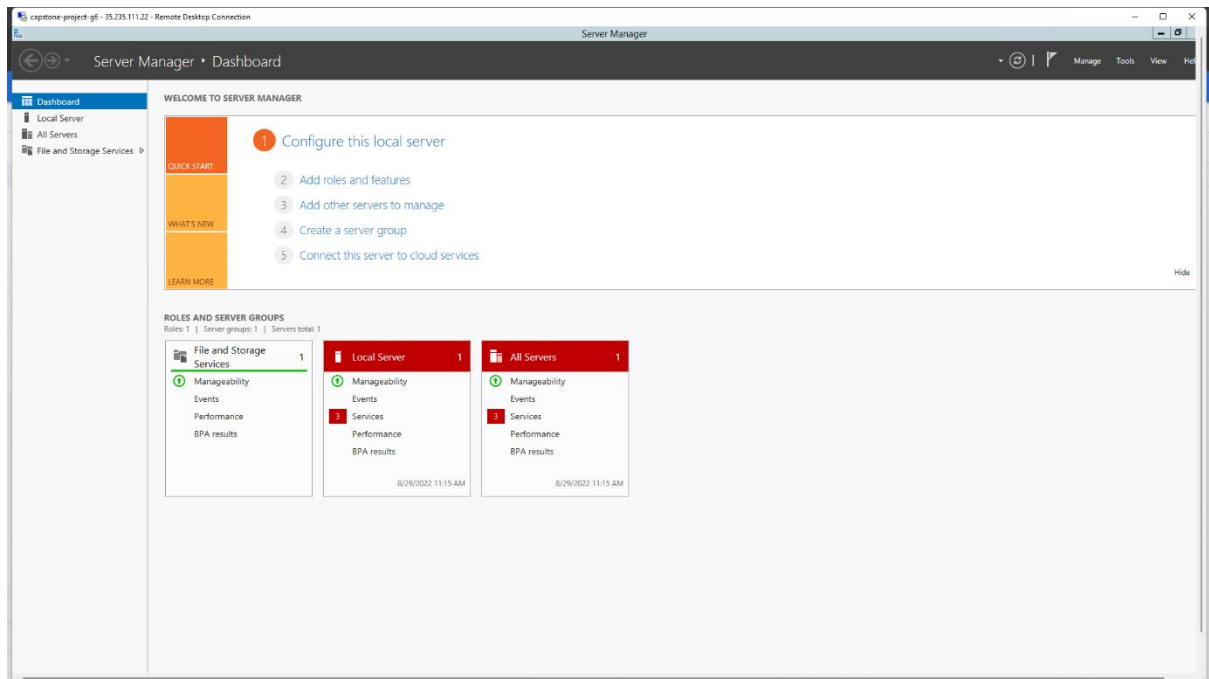 capstone-project-g6 - 35.235.111.22 - Remote Desktop Connection
Server Manager
Server Manager ‣ Dashboard
Manage Tools View Hel
Dashboard
Local Server
All Servers
File and Storage Services
WELCOME TO SERVER MANAGER
QUICK START
WHAT'S NEW
LEARN MORE
1 Configure this local server
2 Add roles and features
3 Add other servers to manage
4 Create a server group
5 Connect this server to cloud services
Hide
ROLES AND SERVER GROUPS
Roles: 1 | Server groups: 1 | Servers total: 1
File and Storage
Services
1
Manageability
Events
Performance
BPA results
Local Server 1
Manageability
Events
3 Services
Performance
BPA results
8/29/2022 11:15 AM
All Servers 1
Manageability
Events
3 Services
Performance
BPA results
8/29/2022 11:15 AM